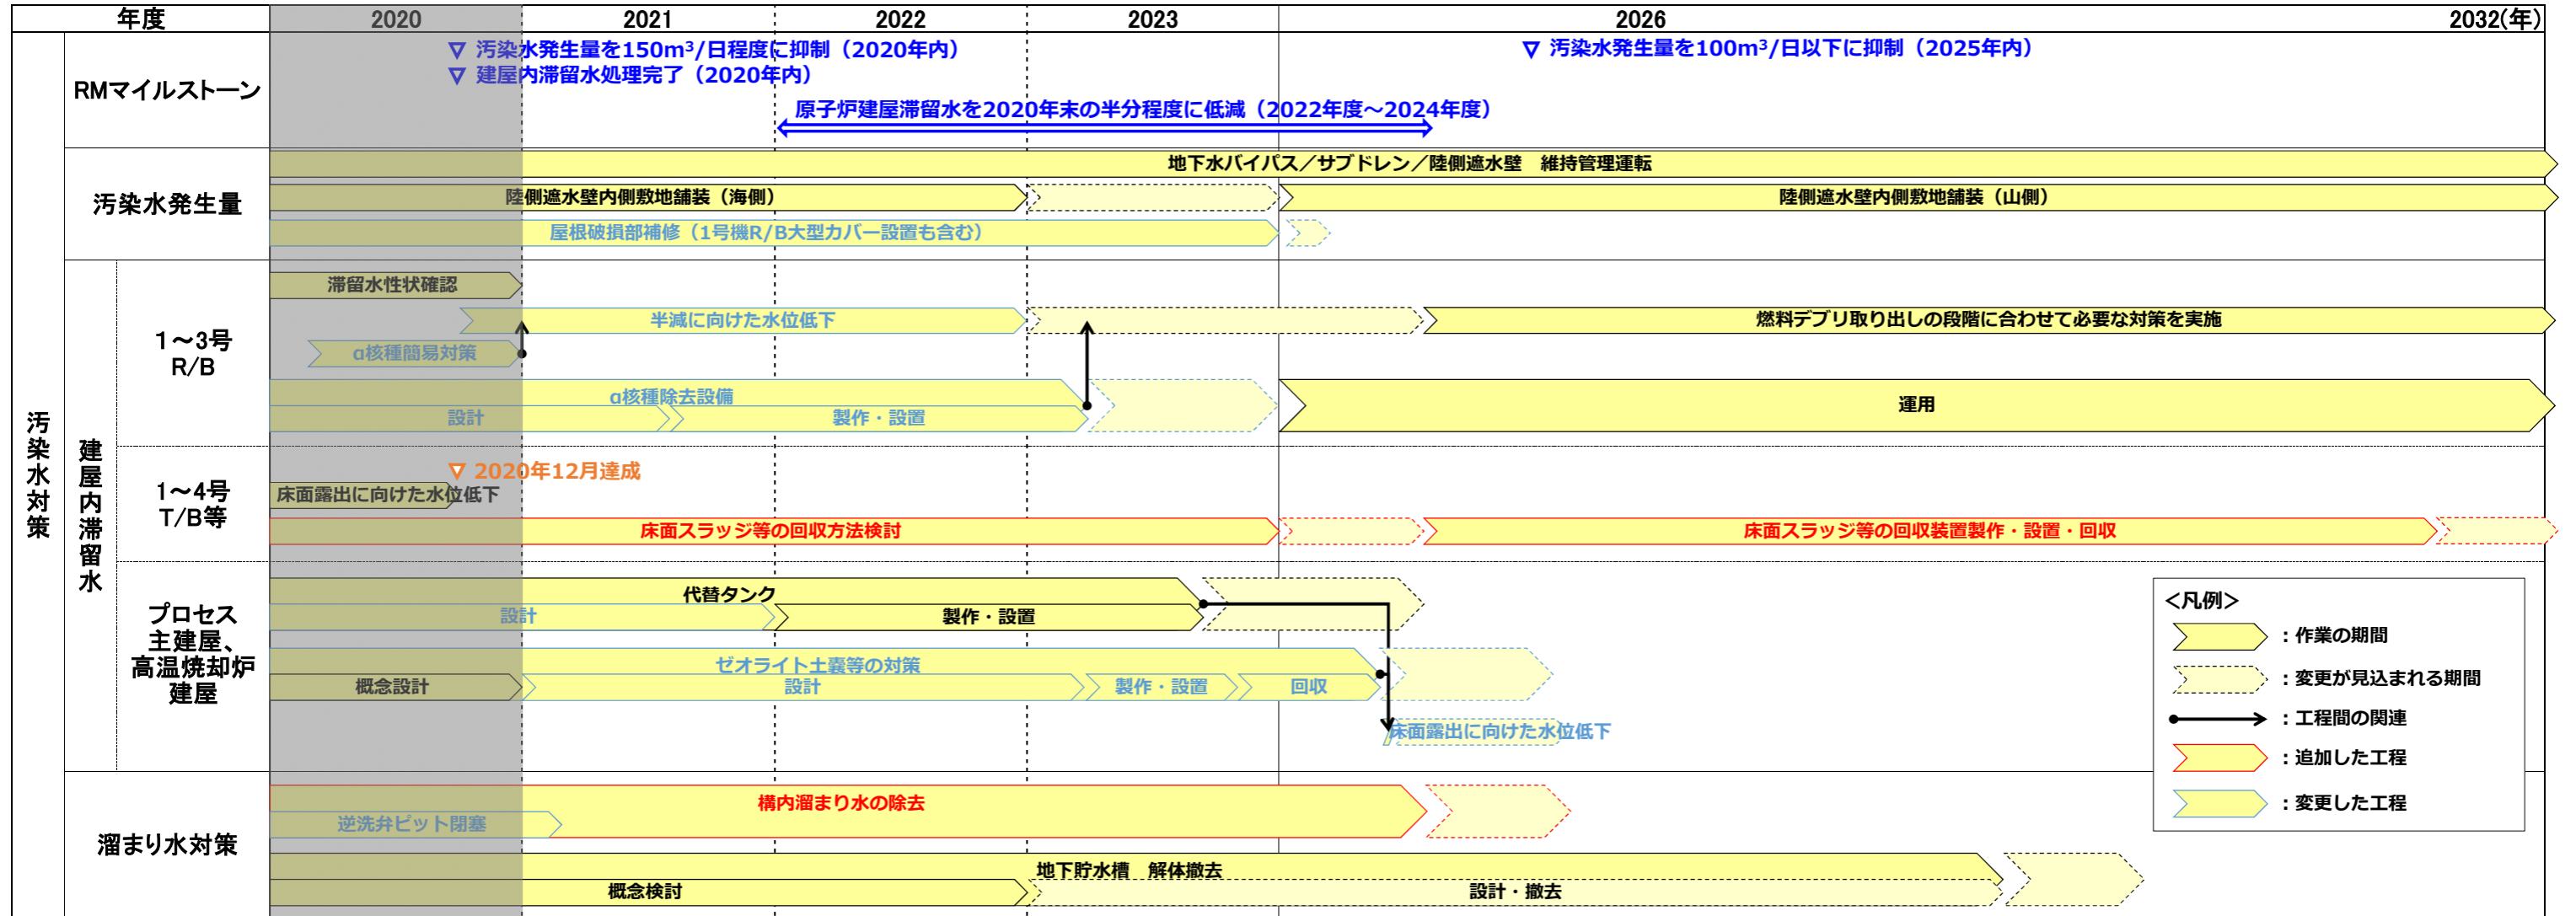 年度 2020 2021 2022 2023 2026 2032(年)
汚染水対策
RMマイルストーン
▽ 汚染水発生量を150m³/日程度に抑制（2020年内）
▽ 建屋内滞留水処理完了（2020年内）
▽ 汚染水発生量を100m³/日以下に抑制（2025年内）
原子炉建屋滞留水を2020年末の半分程度に低減（2022年度～2024年度）
汚染水発生量
地下水バイパス／サブドレン／陸側遮水壁　維持管理運転
陸側遮水壁内側敷地舗装（海側）
陸側遮水壁内側敷地舗装（山側）
屋根破損部補修（1号機R/B大型カバー設置も含む）
建屋内滞留水
1～3号
R/B
滞留水性状確認
半減に向けた水位低下
燃料デブリ取り出しの段階に合わせて必要な対策を実施
α核種簡易対策
α核種除去設備
設計
製作・設置
運用
1～4号
T/B等
▽ 2020年12月達成
床面露出に向けた水位低下
床面スラッジ等の回収方法検討
床面スラッジ等の回収装置製作・設置・回収
プロセス
主建屋、
高温焼却炉
建屋
代替タンク
設計
製作・設置
ゼオライト土嚢等の対策
概念設計
設計
製作・設置
回収
床面露出に向けた水位低下
溜まり水対策
構内溜まり水の除去
逆洗弁ピット閉塞
地下貯水槽　解体撤去
概念検討
設計・撤去
＜凡例＞
：作業の期間
：変更が見込まれる期間
：工程間の関連
：追加した工程
：変更した工程